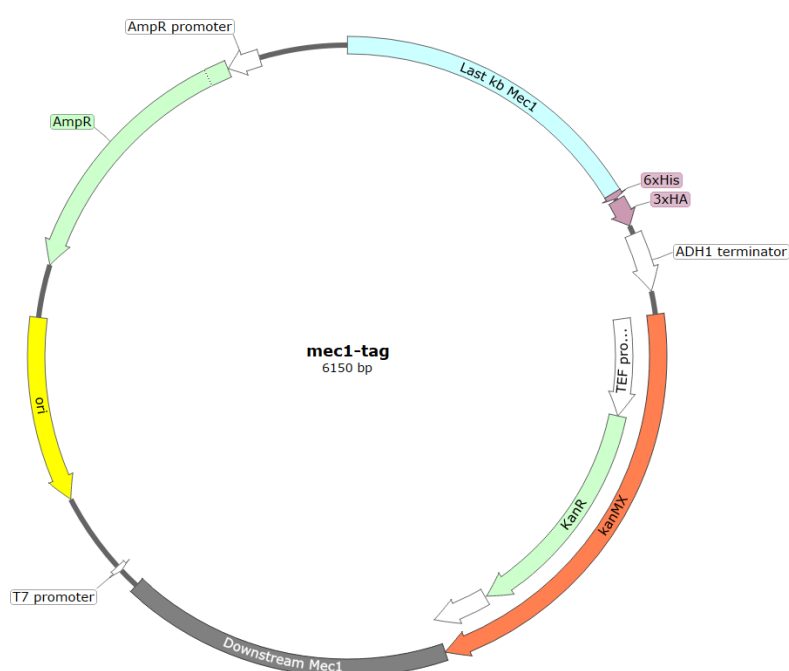 AmpR promoter
Last kb Mec1
AmpR
6xHis
3xHA
ADH1 terminator
mec1-tag
6150 bp
TEF pro...
ori
KanR
kanMX
T7 promoter
Downstream Mec1